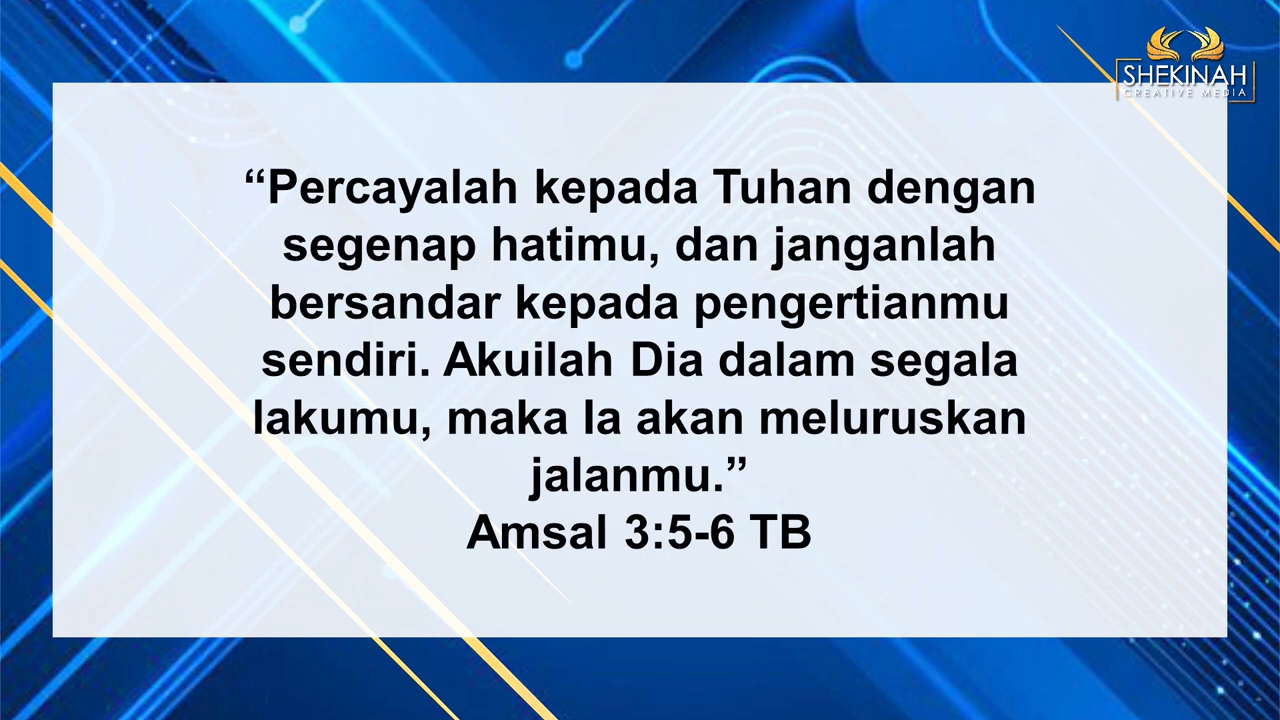 SHEKINAH
CREATIVE MEDIA
“Percayalah kepada Tuhan dengan
segenap hatimu, dan janganlah
bersandar kepada pengertianmu
sendiri. Akuilah Dia dalam segala
lakumu, maka Ia akan meluruskan
jalanmu.”
Amsal 3:5-6 TB